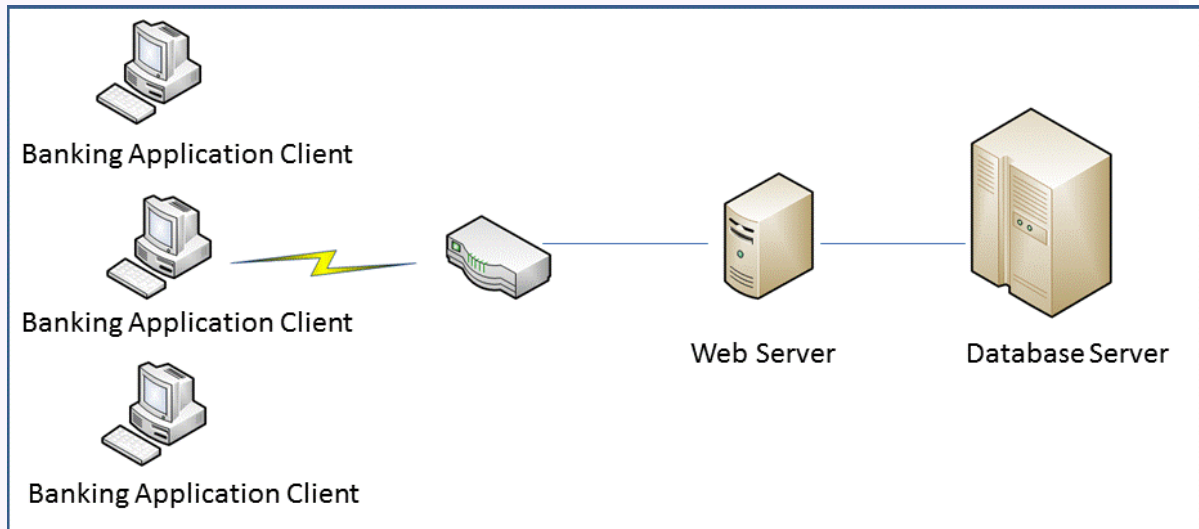 Banking Application Client
Banking Application Client
Web Server
Database Server
Banking Application Client